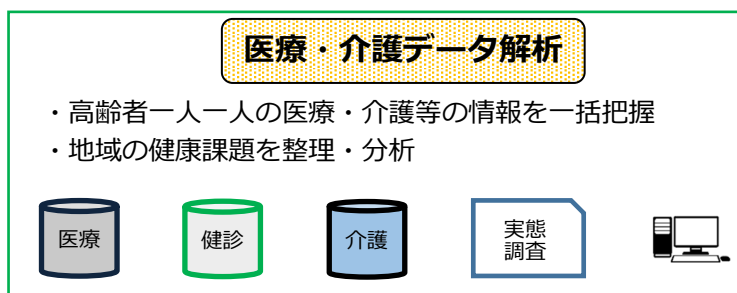 医療・介護データ解析
・高齢者一人一人の医療・介護等の情報を一括把握
・地域の健康課題を整理・分析
医療
健診
介護
実態
調査